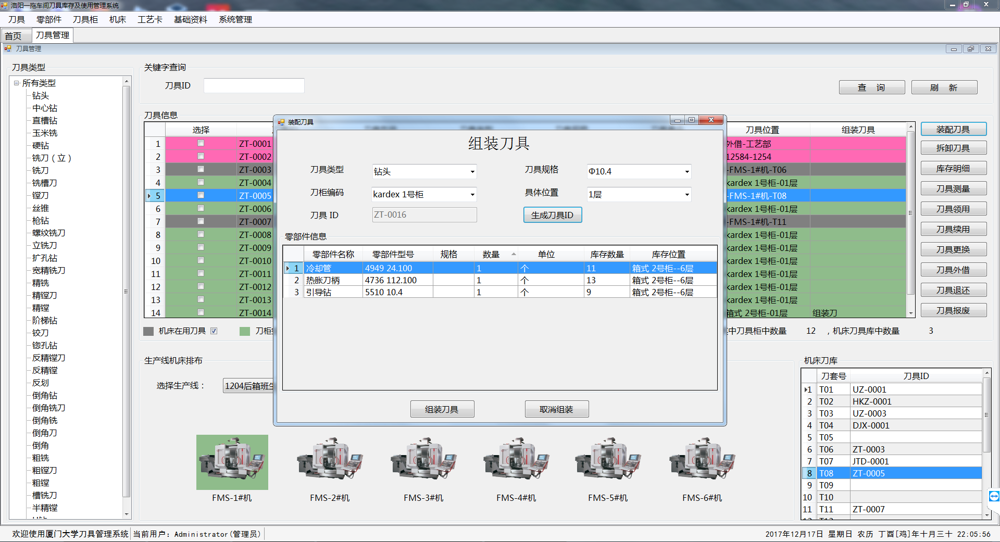 洛阳一拖车间刀具库存及使用管理系统
刀具 零部件 刀具柜 机床 工艺卡 基础资料 系统管理
首页 刀具管理
刀具管理
刀具类型
所有类型
钻头
中心钻
直槽钻
玉米铣
硬钻
铣刀（立）
铣刀
铣槽刀
镗刀
丝锥
枪钻
螺纹铣刀
立铣刀
扩孔钻
宽精铣刀
精铣
精镗刀
精镗
阶梯钻
铰刀
锪孔钻
反精镗刀
反精镗
反划
倒角钻
倒角铣刀
倒角铣
倒角刀
倒角
粗铣
粗镗刀
粗镗
槽铣刀
半精镗
关键字查询
刀具ID
查 询 刷 新
刀具信息
选择 刀具位置 组装刀具
1 ZT-0001 外借-工艺部
2 ZT-0002 12584-1254
3 ZT-0003 -FMS-1#机-T06
4 ZT-0004 kardex 1号柜-01层
5 ZT-0005 -FMS-1#机-T08
6 ZT-0006 kardex 1号柜-01层
7 ZT-0007 -FMS-1#机-T11
8 ZT-0008 kardex 1号柜-01层
9 ZT-0009 kardex 1号柜-01层
10 ZT-0010 kardex 1号柜-01层
11 ZT-0011 kardex 1号柜-01层
12 ZT-0012 kardex 1号柜-01层
13 ZT-0013 kardex 1号柜-01层
14 ZT-0014 箱式 2号柜-01层 组装刀
机床在用刀具 刀柜 中刀具柜中数量 12 ，机床刀具库中数量 3
装配刀具
拆卸刀具
库存明细
刀具测量
刀具领用
刀具续用
刀具更换
刀具外借
刀具退还
刀具报废
装配刀具
组装刀具
刀具类型 钻头 刀具规格 Φ10.4
刀柜编码 kardex 1号柜 具体位置 1层
刀具 ID ZT-0016 生成刀具ID
零部件信息
零部件名称 零部件型号 规格 数量 单位 库存数量 库存位置
1 冷却管 4949 24.100 1 个 11 箱式 2号柜--6层
2 热胀刀柄 4736 112.100 1 个 13 箱式 2号柜--6层
3 引导钻 5510 10.4 1 个 9 箱式 2号柜--6层
组装刀具 取消组装
生产线机床排布
选择生产线： 1204后箱班
FMS-1#机 FMS-2#机 FMS-3#机 FMS-4#机 FMS-5#机 FMS-6#机
机床刀库
刀套号 刀具ID
1 T01 UZ-0001
2 T02 HKZ-0001
3 T03 UZ-0003
4 T04 DJX-0001
5 T05
6 T06 ZT-0003
7 T07 JTD-0001
8 T08 ZT-0005
9 T09
10 T10
11 T11 ZT-0007
欢迎使用厦门大学刀具管理系统 当前用户：Administrator(管理员)
2017年12月17日 星期日 农历 丁酉[鸡]年十月三十 22:05:56